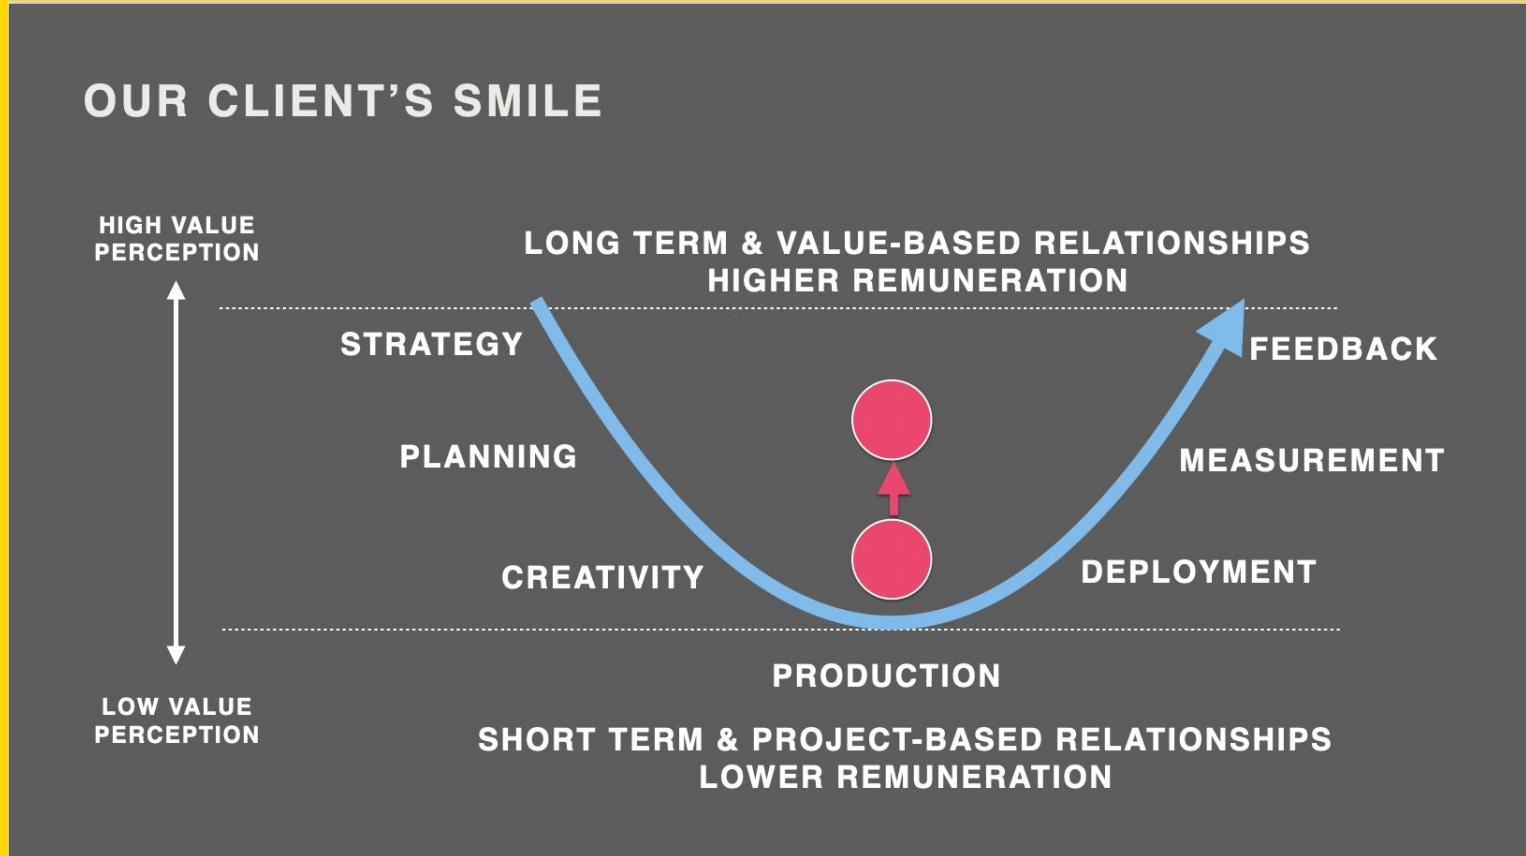 OUR CLIENT’S SMILE
HIGH VALUE
PERCEPTION
LONG TERM & VALUE-BASED RELATIONSHIPS
HIGHER REMUNERATION
STRATEGY
FEEDBACK
PLANNING
MEASUREMENT
CREATIVITY
DEPLOYMENT
PRODUCTION
LOW VALUE
PERCEPTION
SHORT TERM & PROJECT-BASED RELATIONSHIPS
LOWER REMUNERATION